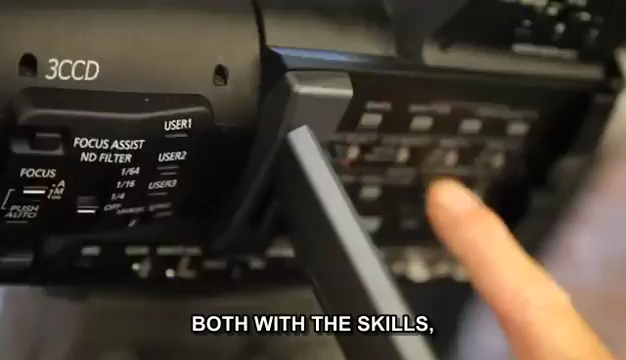 3CCD
USER1
FOCUS ASSIST
ND FILTER
USER2
1/64
FOCUS
1/16
USER3
A
1/4
M
PUSH
AUTO
OFF
BOTH WITH THE SKILLS,